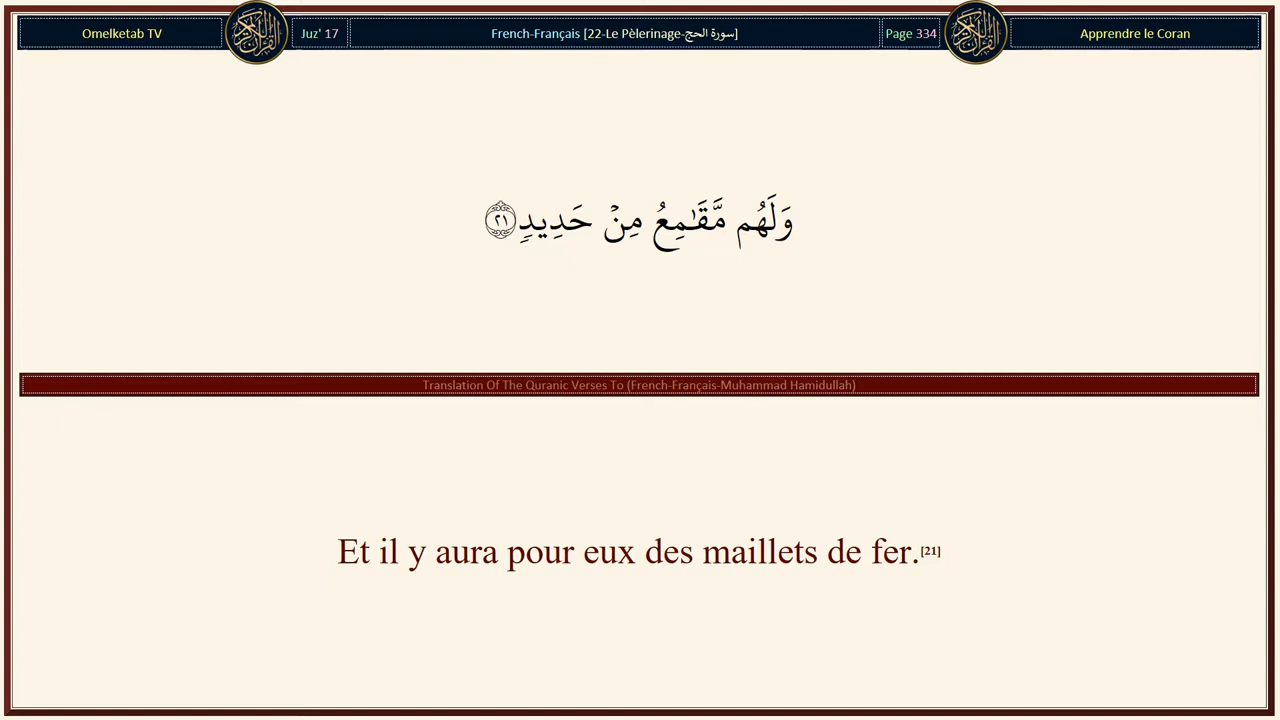 Omelketab TV
Juz' 17
French-Français [22-Le Pèlerinage-سورة الحج]
Page 334
Apprendre le Coran
وَلَهُم مَّقَٰمِعُ مِنْ حَدِيدٖ ٢١
Translation Of The Quranic Verses To (French-Français-Muhammad Hamidullah)
Et il y aura pour eux des maillets de fer.[21]